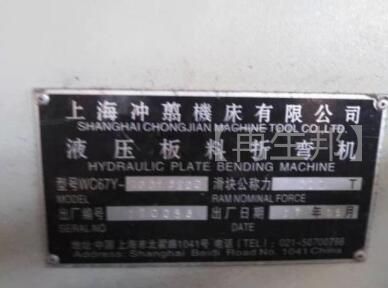 上海冲剪機床有限公司
SHANGHAI CHONGJIAN MACHINE TOOL CO.LTD.
【再生邦】
液压板料折弯机
HYDRAULIC PLATE BENDING MACHINE
型号WC67Y- 滑块公称力 T
MODEL RAM NOMINAL FORCE
出厂编号 出厂日期 年 月
SERIAL NO DATE
地址:中国上海市北翟路1041号 电话(TEL):021-50700786
Address: Shanghai Beidi Road No. 1041 China